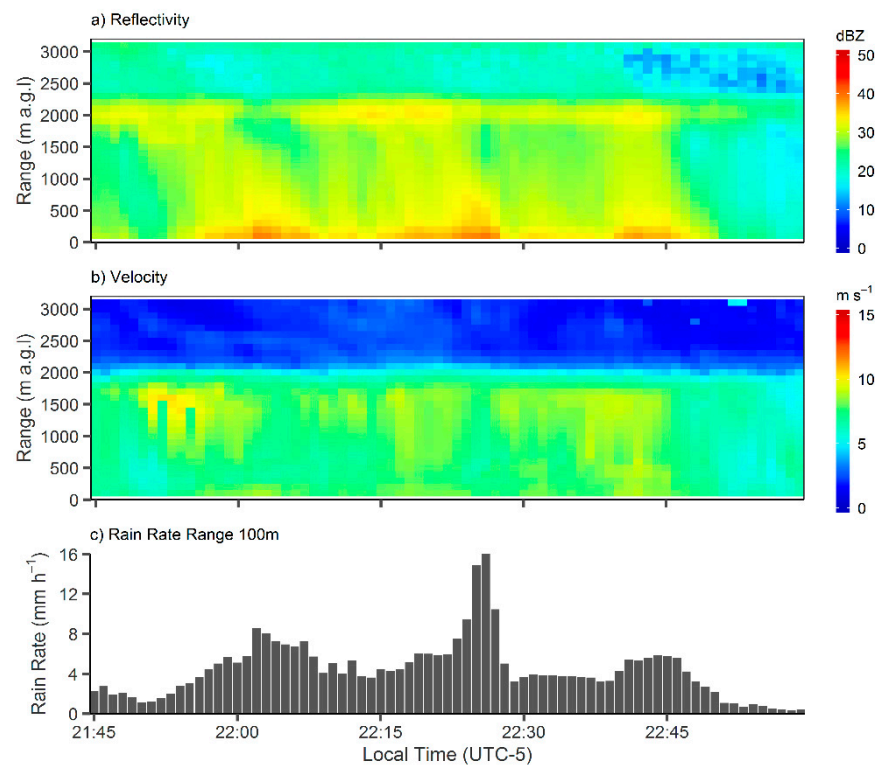 a) Reflectivity
dBZ
Range (m a.g.l)
3000
2500
2000
1500
1000
500
0
50
40
30
20
10
0
b) Velocity
m s⁻¹
Range (m a.g.l)
3000
2500
2000
1500
1000
500
0
15
10
5
0
c) Rain Rate Range 100m
Rain Rate (mm h⁻¹)
16
12
8
4
0
21:45 22:00 22:15 22:30 22:45
Local Time (UTC-5)